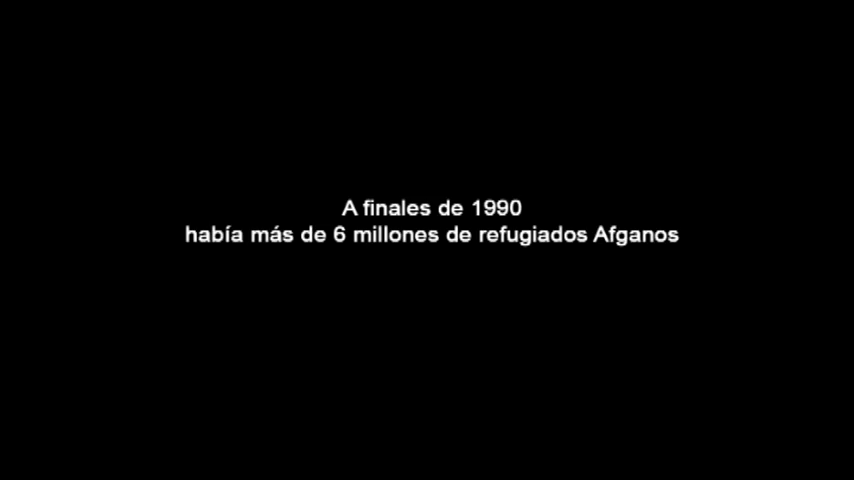 A finales de 1990
había más de 6 millones de refugiados Afganos